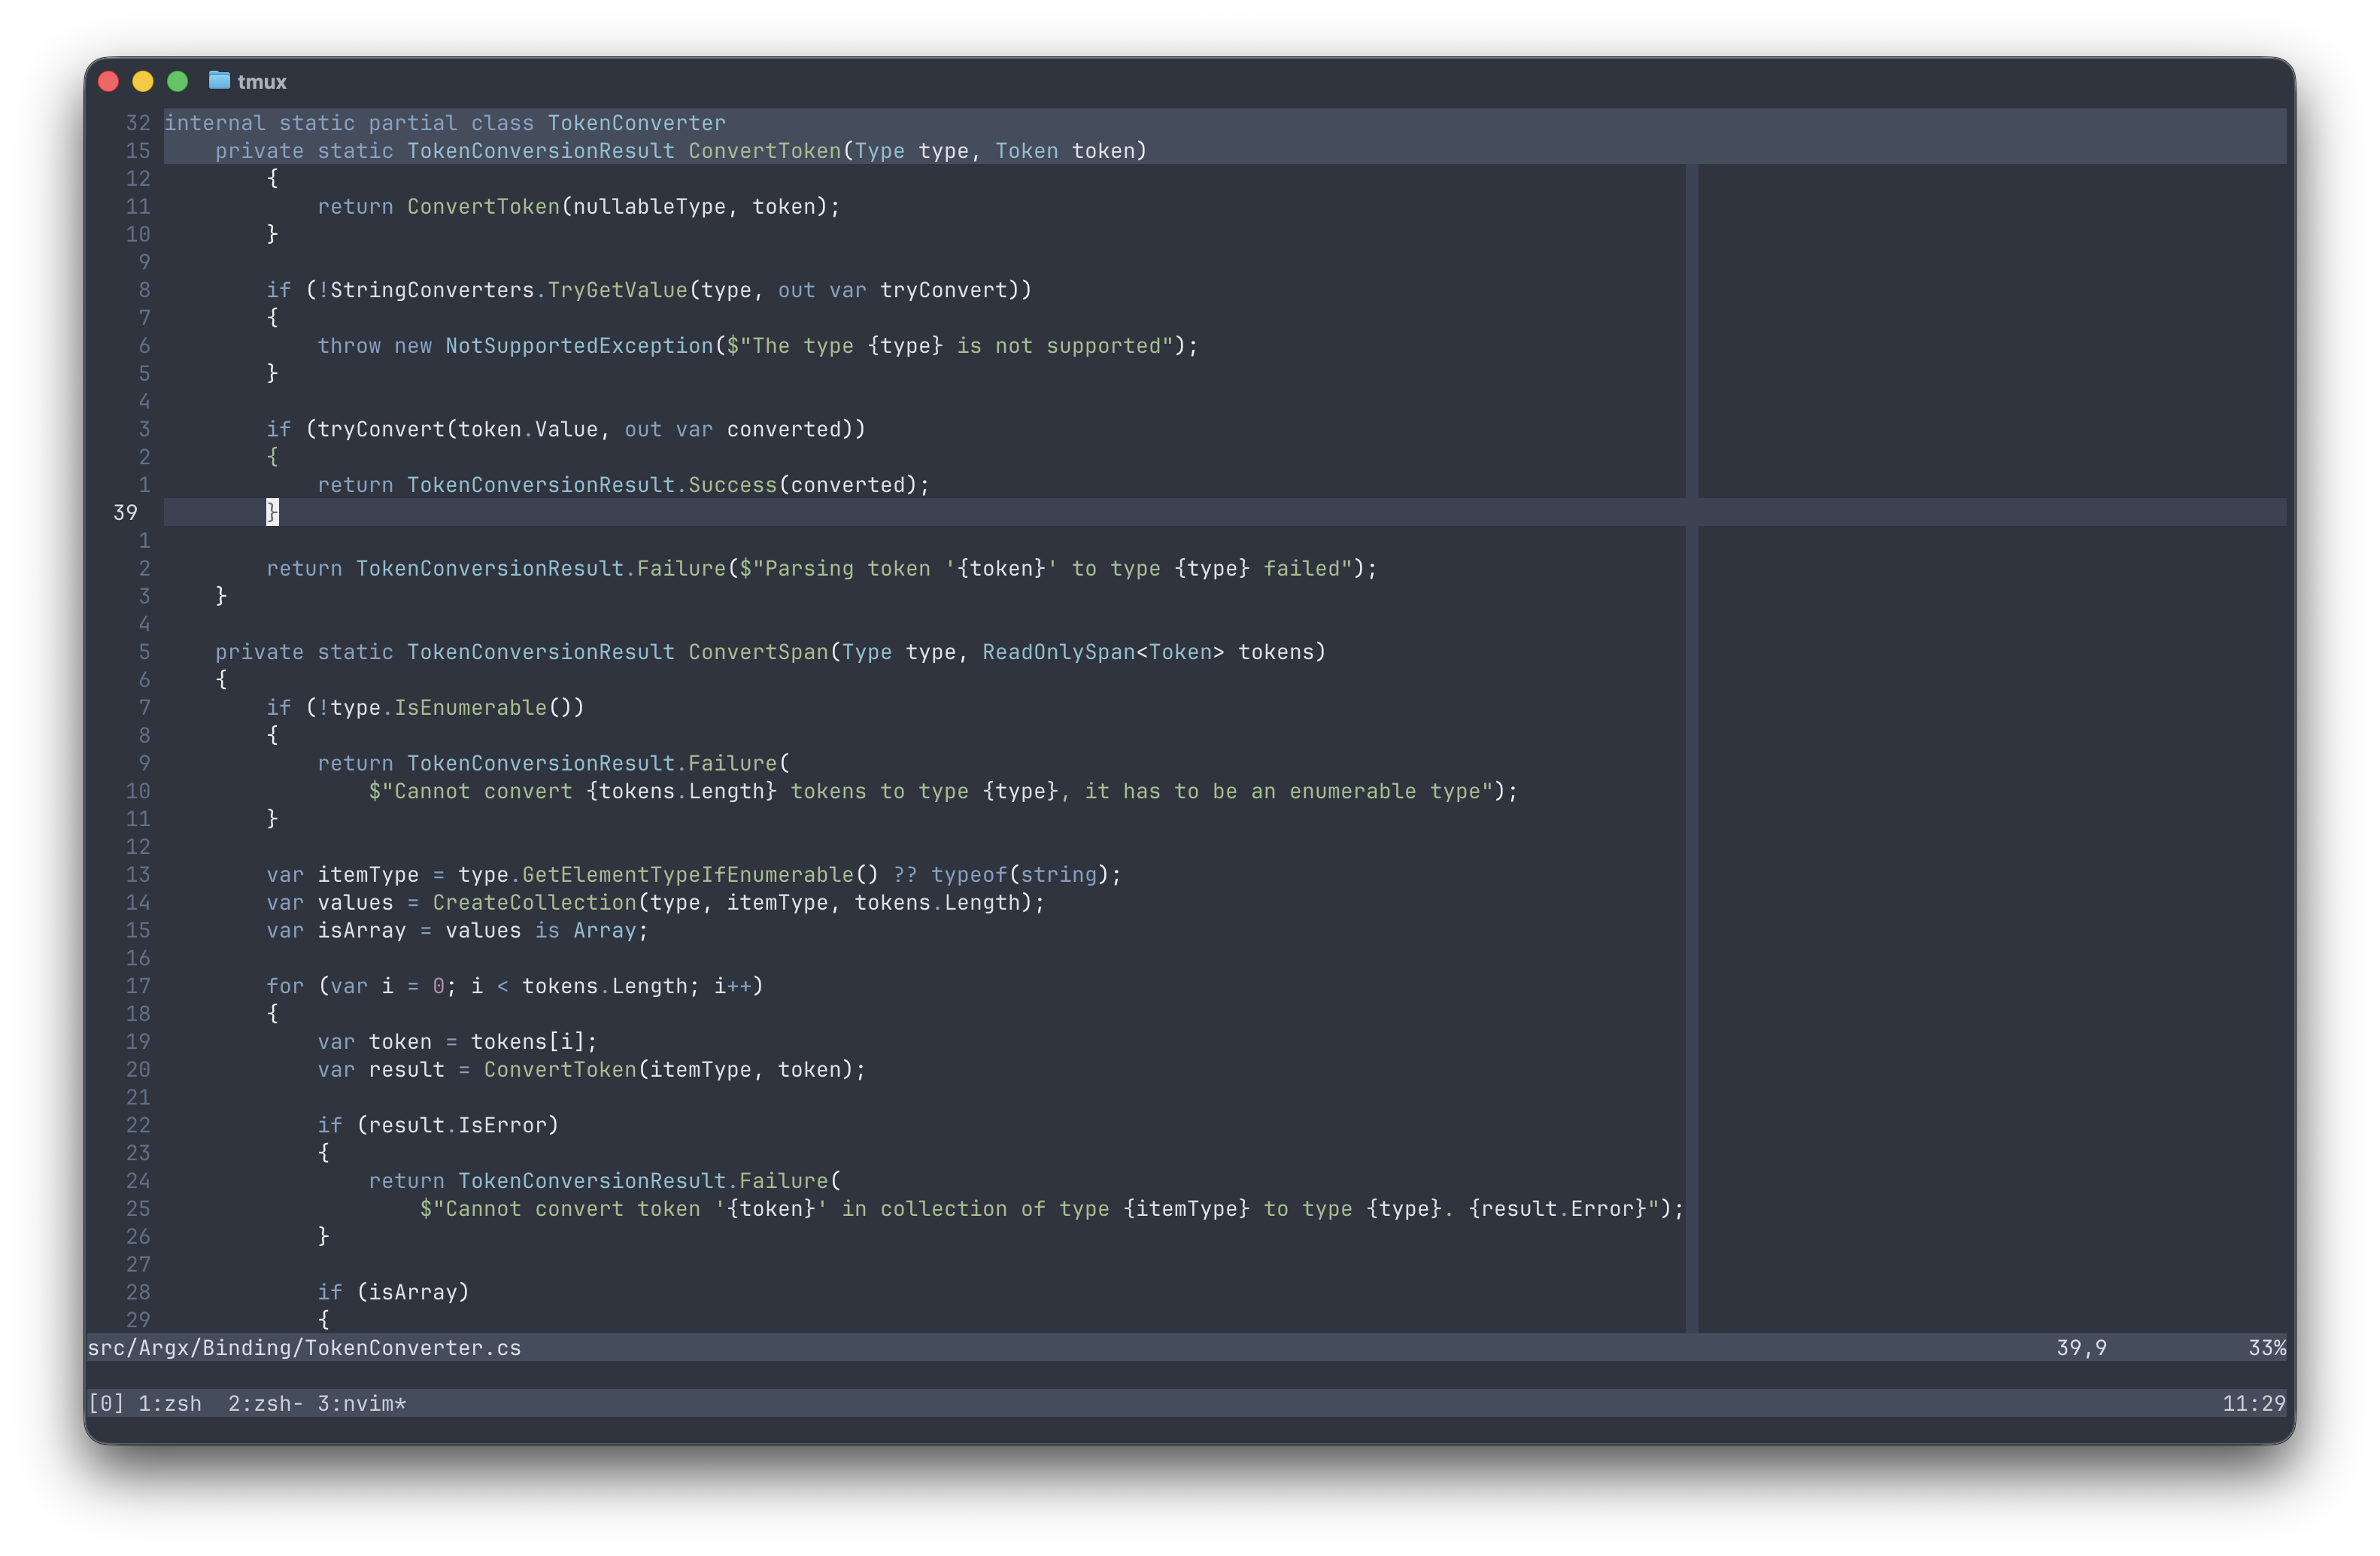 tmux
32 internal static partial class TokenConverter
15     private static TokenConversionResult ConvertToken(Type type, Token token)
12         {
11             return ConvertToken(nullableType, token);
10         }
9
8         if (!StringConverters.TryGetValue(type, out var tryConvert))
7         {
6             throw new NotSupportedException($"The type {type} is not supported");
5         }
4
3         if (tryConvert(token.Value, out var converted))
2         {
1             return TokenConversionResult.Success(converted);
39         }
1
2         return TokenConversionResult.Failure($"Parsing token '{token}' to type {type} failed");
3     }
4
5     private static TokenConversionResult ConvertSpan(Type type, ReadOnlySpan<Token> tokens)
6     {
7         if (!type.IsEnumerable())
8         {
9             return TokenConversionResult.Failure(
10                 $"Cannot convert {tokens.Length} tokens to type {type}, it has to be an enumerable type");
11         }
12
13         var itemType = type.GetElementTypeIfEnumerable() ?? typeof(string);
14         var values = CreateCollection(type, itemType, tokens.Length);
15         var isArray = values is Array;
16
17         for (var i = 0; i < tokens.Length; i++)
18         {
19             var token = tokens[i];
20             var result = ConvertToken(itemType, token);
21
22             if (result.IsError)
23             {
24                 return TokenConversionResult.Failure(
25                     $"Cannot convert token '{token}' in collection of type {itemType} to type {type}. {result.Error}");
26             }
27
28             if (isArray)
29             {
src/Argx/Binding/TokenConverter.cs 39,9 33%
[0] 1:zsh  2:zsh- 3:nvim* 11:29